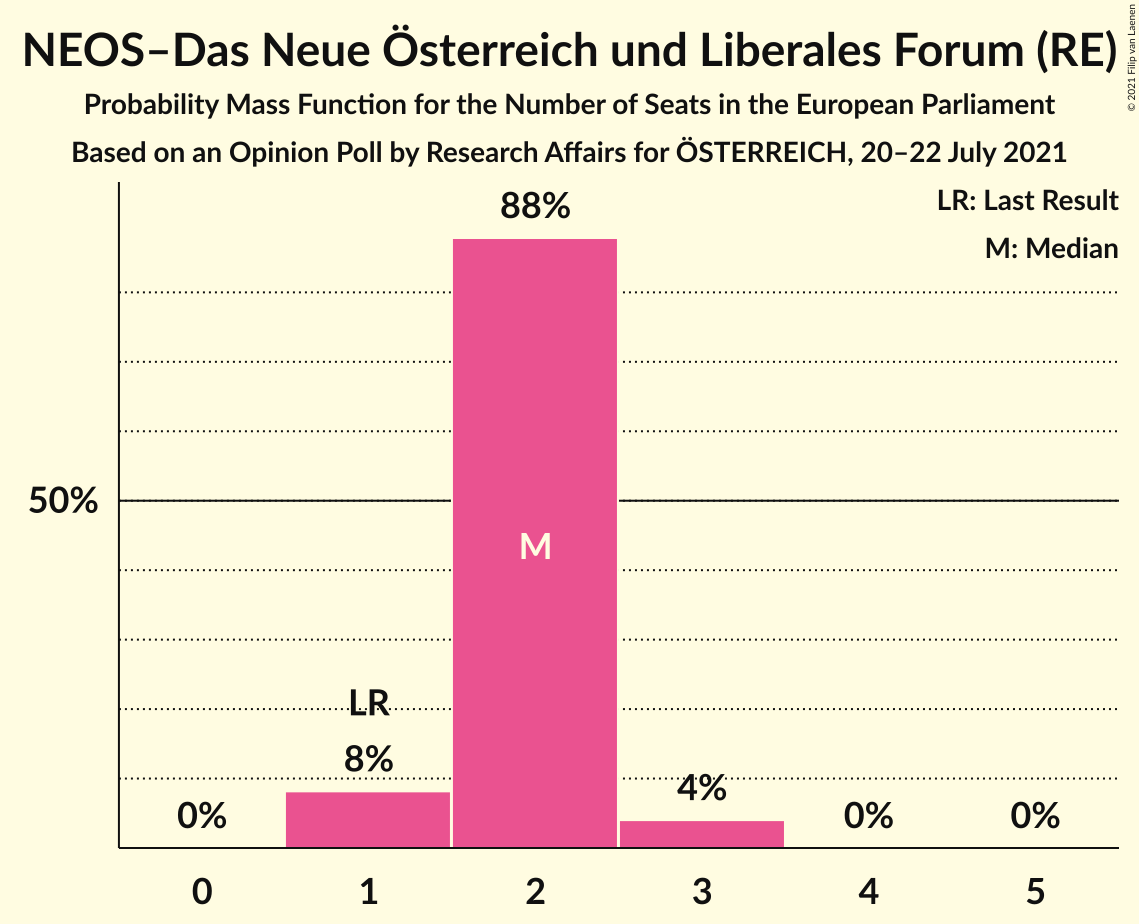 NEOS–Das Neue Österreich und Liberales Forum (RE)
Probability Mass Function for the Number of Seats in the European Parliament
Based on an Opinion Poll by Research Affairs for ÖSTERREICH, 20–22 July 2021
© 2021 Filip van Laenen
LR: Last Result
M: Median
88%
50%
M
LR
8%
4%
0%
0%
0%
0 1 2 3 4 5